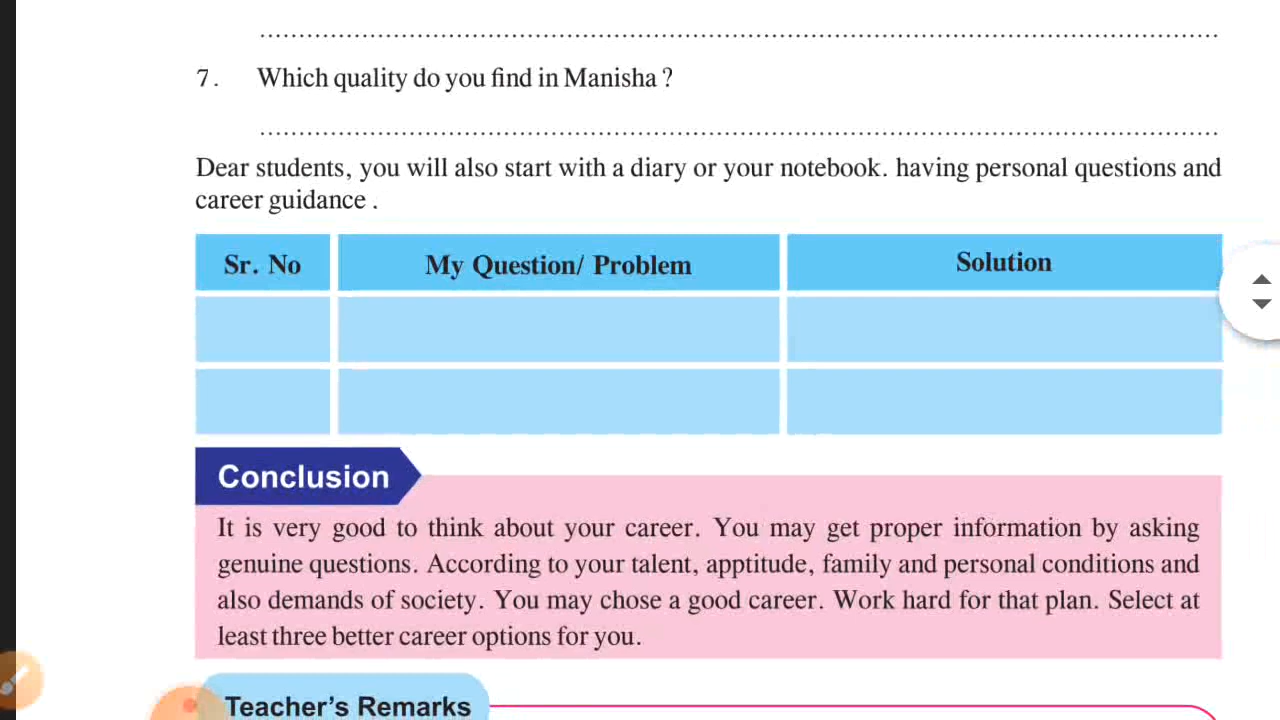 7. Which quality do you find in Manisha ?
Dear students, you will also start with a diary or your notebook. having personal questions and
career guidance .
Sr. No My Question/ Problem Solution
Conclusion
It is very good to think about your career. You may get proper information by asking
genuine questions. According to your talent, apptitude, family and personal conditions and
also demands of society. You may chose a good career. Work hard for that plan. Select at
least three better career options for you.
Teacher’s Remarks